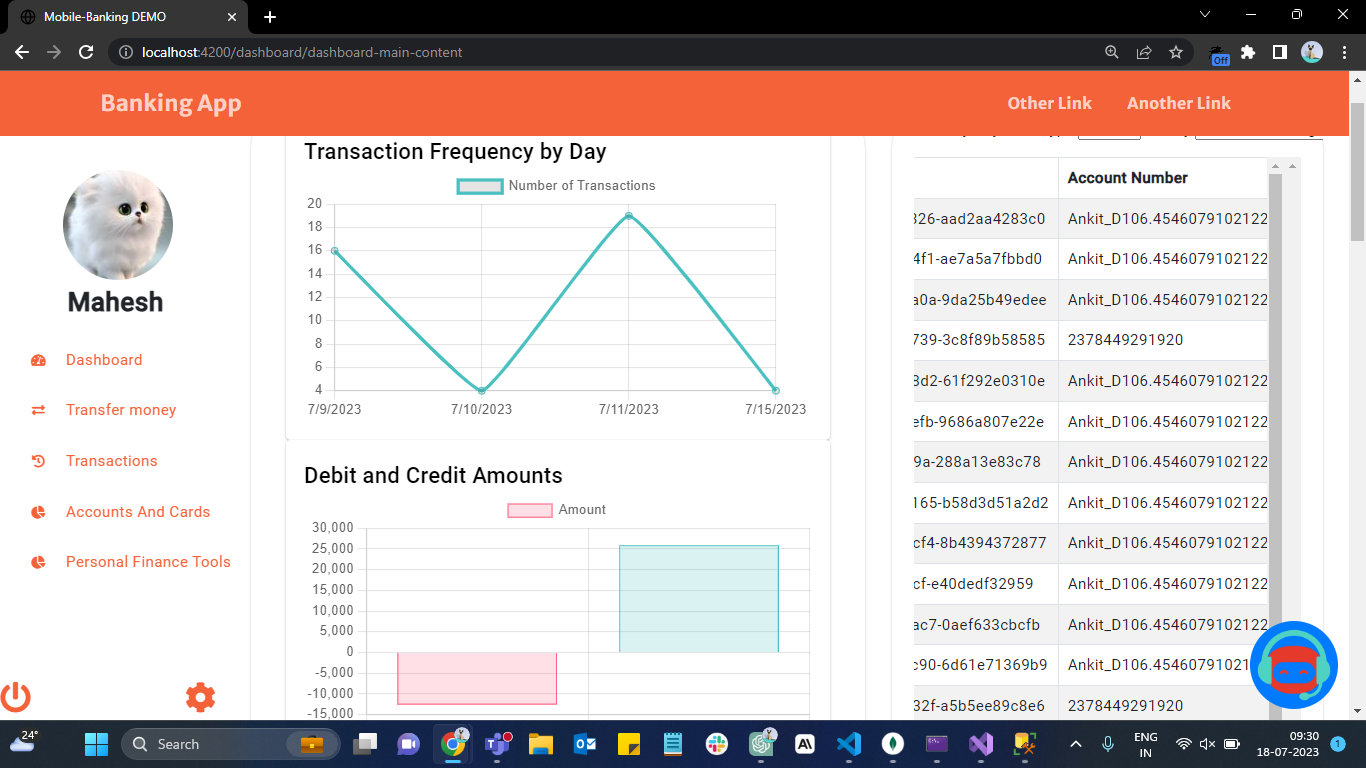 Mobile-Banking DEMO
localhost:4200/dashboard/dashboard-main-content
Off
Banking App
Other Link
Another Link
Mahesh
Dashboard
Transfer money
Transactions
Accounts And Cards
Personal Finance Tools
Transaction Frequency by Day
Number of Transactions
20
18
16
14
12
10
8
6
4
7/9/2023 7/10/2023 7/11/2023 7/15/2023
Debit and Credit Amounts
Amount
30,000
25,000
20,000
15,000
10,000
5,000
0
-5,000
-10,000
-15,000
Account Number
326-aad2aa4283c0 Ankit_D106.4546079102122
4f1-ae7a5a7fbbd0 Ankit_D106.4546079102122
a0a-9da25b49edee Ankit_D106.4546079102122
739-3c8f89b58585 2378449291920
8d2-61f292e0310e Ankit_D106.4546079102122
efb-9686a807e22e Ankit_D106.4546079102122
9a-288a13e83c78 Ankit_D106.4546079102122
165-b58d3d51a2d2 Ankit_D106.4546079102122
cf4-8b4394372877 Ankit_D106.4546079102122
cf-e40dedf32959 Ankit_D106.4546079102122
ac7-0aef633cbcfb Ankit_D106.4546079102122
c90-6d61e71369b9 Ankit_D106.45460791021
32f-a5b5ee89c8e6 2378449291920
24°
Search
ENG
IN
09:30
18-07-2023
1